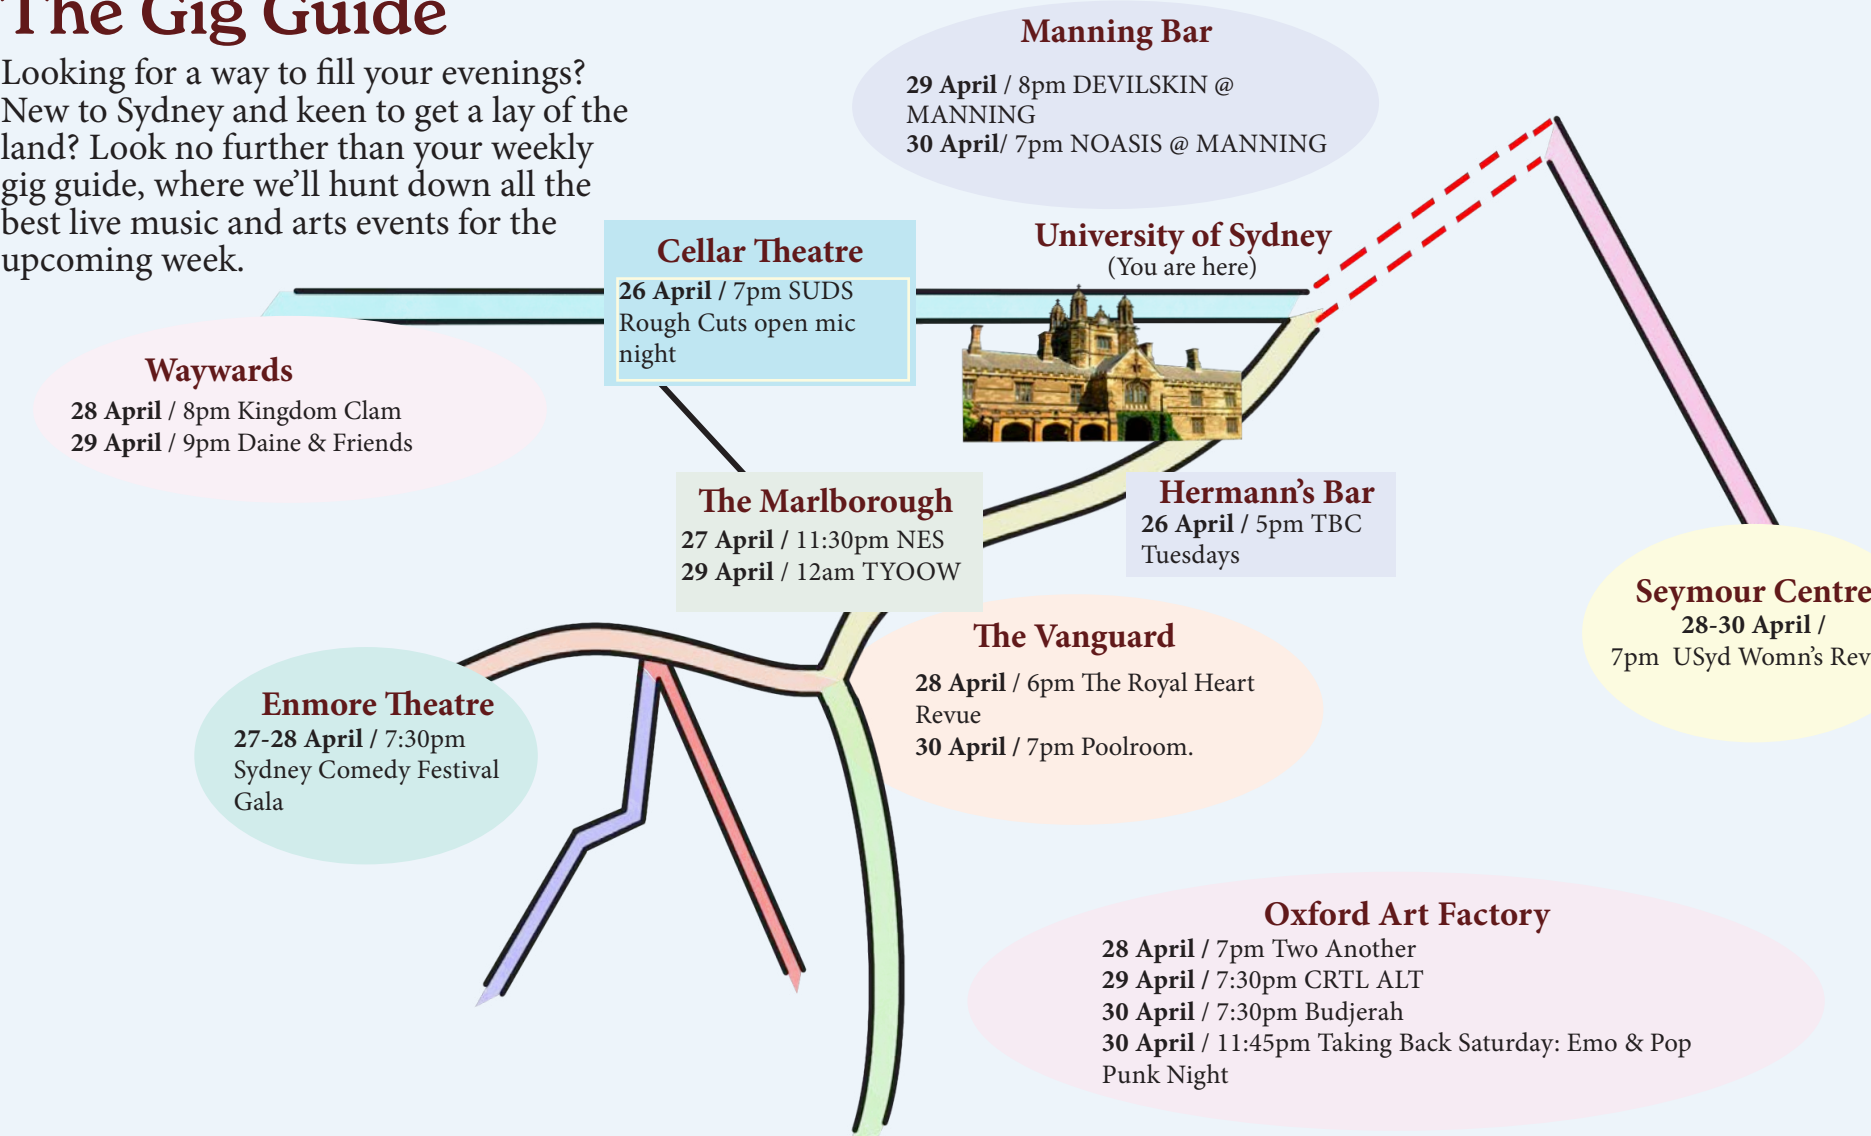 The Gig Guide
Looking for a way to fill your evenings?
New to Sydney and keen to get a lay of the
land? Look no further than your weekly
gig guide, where we'll hunt down all the
best live music and arts events for the
upcoming week.
Manning Bar
29 April / 8pm DEVILSKIN @
MANNING
30 April/ 7pm NOASIS @ MANNING
Cellar Theatre
26 April / 7pm SUDS
Rough Cuts open mic
night
University of Sydney
(You are here)
Waywards
28 April / 8pm Kingdom Clam
29 April / 9pm Daine & Friends
The Marlborough
27 April / 11:30pm NES
29 April / 12am TYOOW
Hermann's Bar
26 April / 5pm TBC
Tuesdays
Seymour Centre
28-30 April /
7pm USyd Womn's Rev
The Vanguard
28 April / 6pm The Royal Heart
Revue
30 April / 7pm Poolroom.
Enmore Theatre
27-28 April / 7:30pm
Sydney Comedy Festival
Gala
Oxford Art Factory
28 April / 7pm Two Another
29 April / 7:30pm CRTL ALT
30 April / 7:30pm Budjerah
30 April / 11:45pm Taking Back Saturday: Emo & Pop
Punk Night